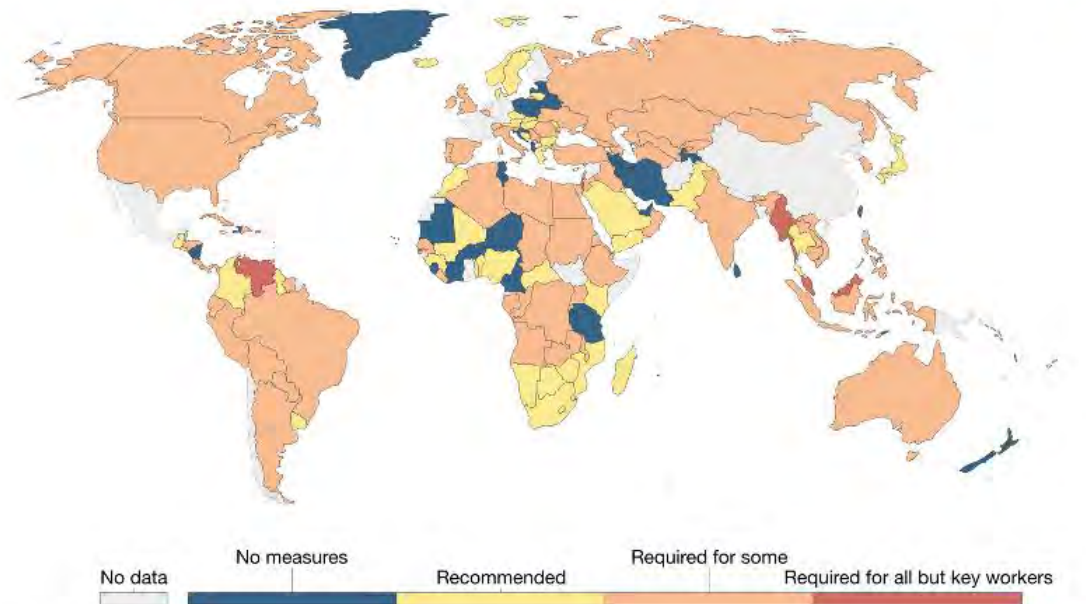 No measures
Required for some
No data
Recommended
Required for all but key workers